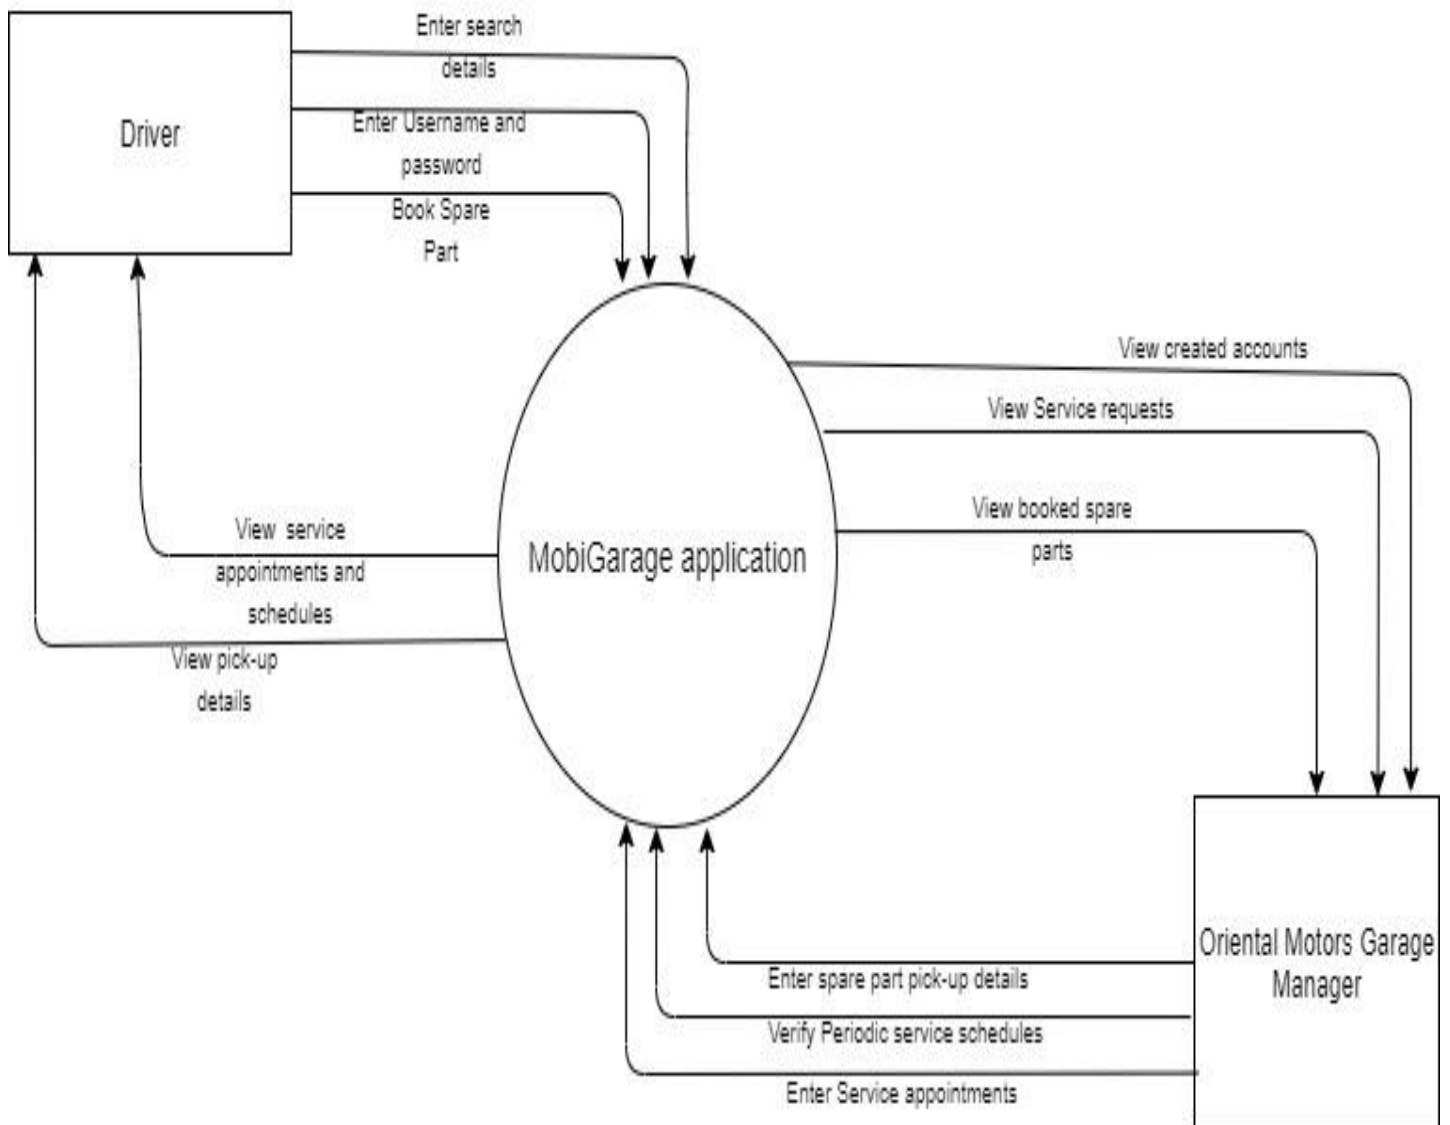 Enter search
details
Driver
Enter Username and
password
Book Spare
Part
View created accounts
View Service requests
View booked spare
parts
View service
appointments and
schedules
MobiGarage application
View pick-up
details
Oriental Motors Garage
Manager
Enter spare part pick-up details
Verify Periodic service schedules
Enter Service appointments